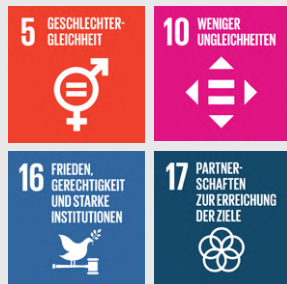 5 GESCHLECHTER-
GLEICHHEIT
10 WENIGER
UNGLEICHHEITEN
16 FRIEDEN,
GERECHTIGKEIT
UND STARKE
INSTITUTIONEN
17 PARTNER-
SCHAFTEN
ZUR ERREICHUNG
DER ZIELE